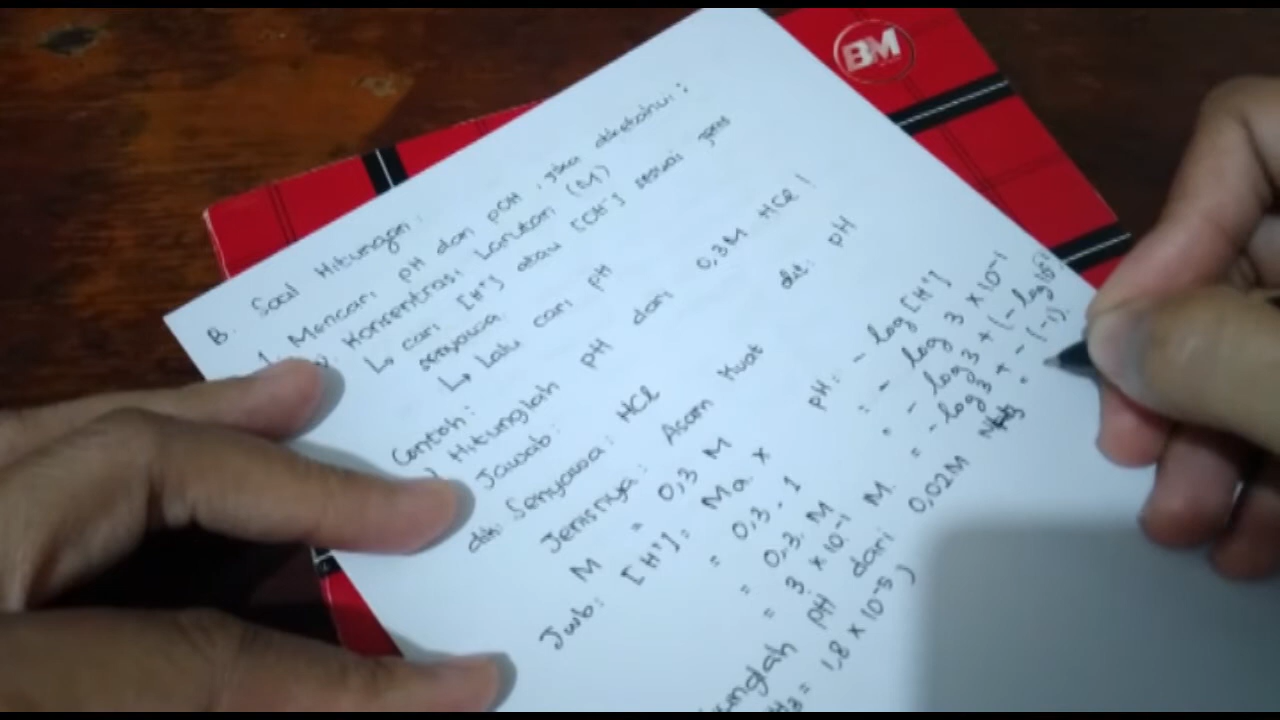 BM
B. Soal Hitungan:
1. Mencari pH dan pOH, jika diketahui:
Konsentrasi Larutan (M)
↳ cari [H⁺] atau [OH⁻] sesuai jenis
senyawa
↳ Lalu cari pH
Contoh:
Hitunglah pH dari 0,3 M HCl!
Jawab:
dik: Senyawa: HCl dit: pH
Jenisnya: Asam Kuat
M = 0,3 M
Jwb: [H⁺]: Ma. x
= 0,3 . 1
= 0,3. M
= 3 x 10⁻¹ M.
pH: - log [H⁺]
= - log 3 x 10⁻¹
= - log 3 + (- log 10⁻¹)
= - log 3 + - (-1).
=
pH dari 0,02M
= 1,8 x 10⁻⁵)